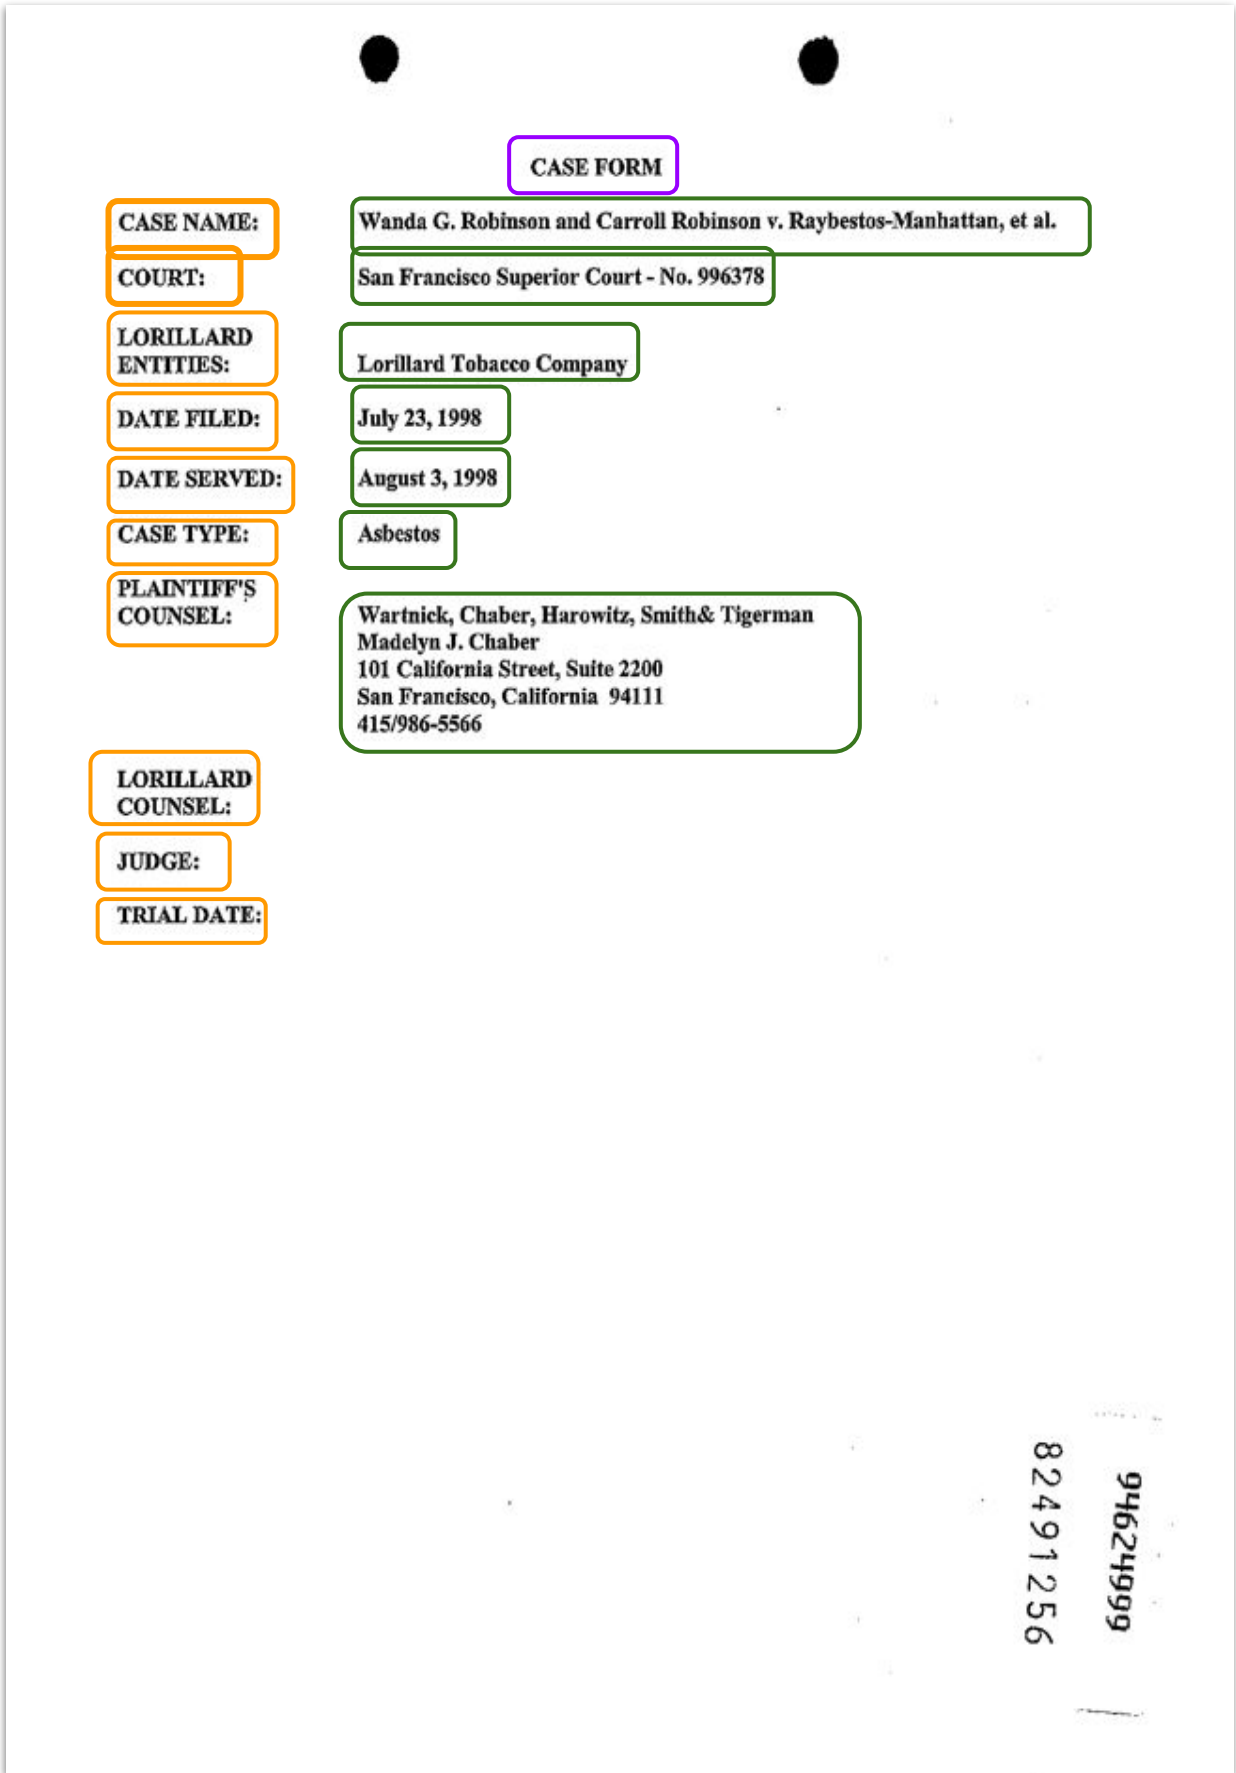 CASE FORM
CASE NAME: Wanda G. Robinson and Carroll Robinson v. Raybestos-Manhattan, et al.
COURT: San Francisco Superior Court - No. 996378
LORILLARD
ENTITIES: Lorillard Tobacco Company
DATE FILED: July 23, 1998
DATE SERVED: August 3, 1998
CASE TYPE: Asbestos
PLAINTIFF'S
COUNSEL: Wartnick, Chaber, Harowitz, Smith& Tigerman
Madelyn J. Chaber
101 California Street, Suite 2200
San Francisco, California 94111
415/986-5566
LORILLARD
COUNSEL:
JUDGE:
TRIAL DATE:
94624999
82491256